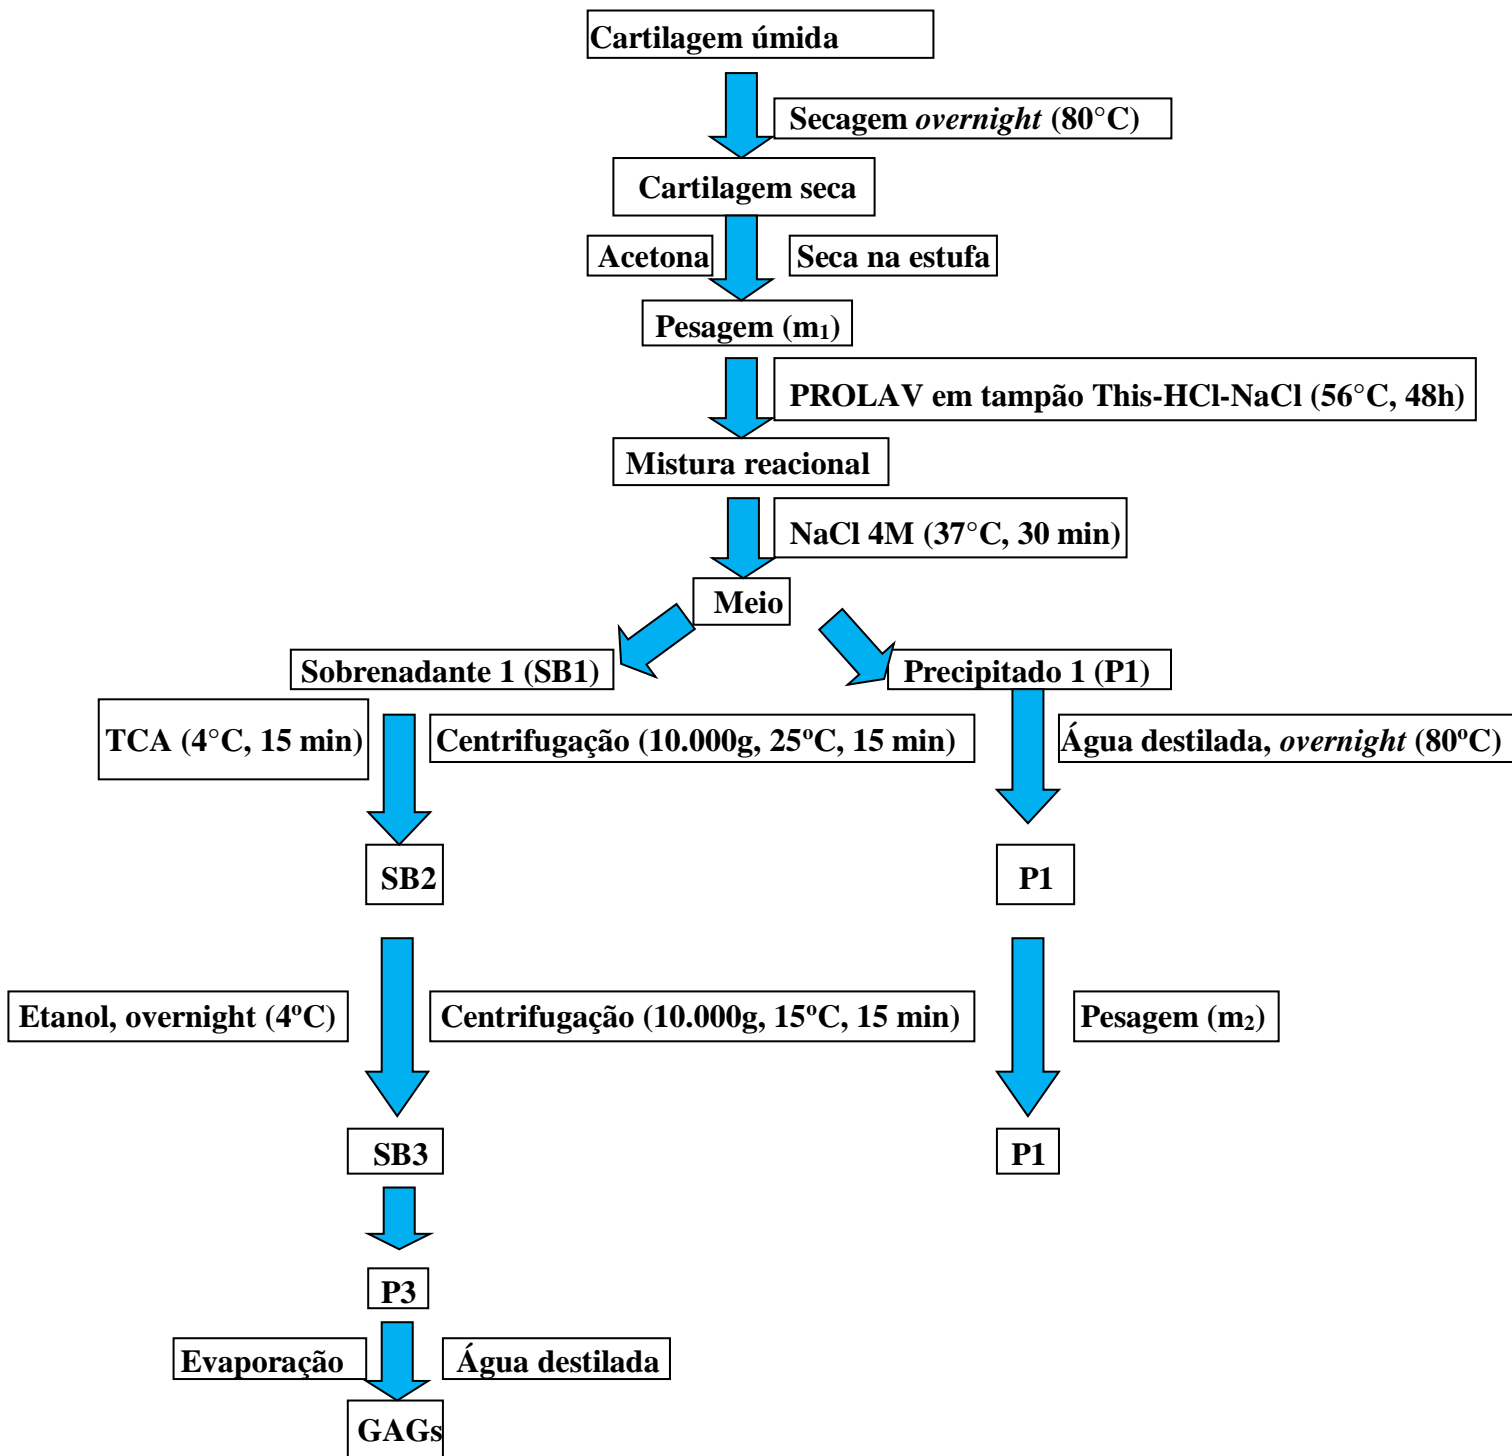 Cartilagem úmida
Secagem overnight (80°C)
Cartilagem seca
Acetona
Seca na estufa
Pesagem (m₁)
PROLAV em tampão This-HCl-NaCl (56°C, 48h)
Mistura reacional
NaCl 4M (37°C, 30 min)
Meio
Sobrenadante 1 (SB1)
Precipitado 1 (P1)
TCA (4°C, 15 min)
Centrifugação (10.000g, 25ºC, 15 min)
Água destilada, overnight (80ºC)
SB2
P1
Etanol, overnight (4ºC)
Centrifugação (10.000g, 15ºC, 15 min)
Pesagem (m₂)
SB3
P1
P3
Evaporação
Água destilada
GAGs